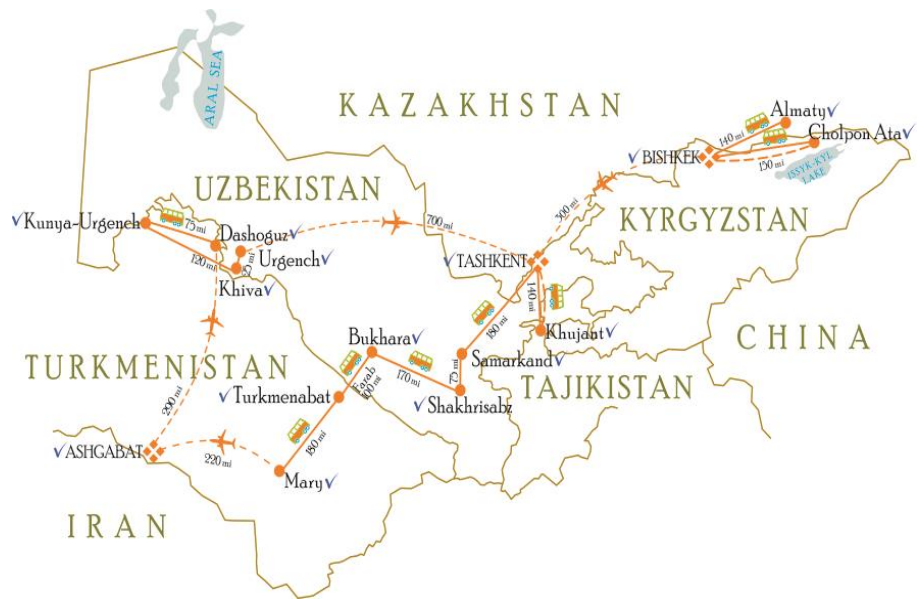 ARAL SEA
KAZAKHSTAN
Almaty
140 mi
Cholpon Ata
BISHKEK
150 mi
ISSYK-KYL
LAKE
UZBEKISTAN
300 mi
KYRGYZSTAN
Kunya-Urgench
75 mi
700 mi
Dashoguz
Urgench
120 mi
TASHKENT
Khiva
140 mi
CHINA
180 mi
Khujant
Bukhara
TURKMENISTAN
Samarkand
75 mi
170 mi
TAJIKISTAN
Farab
100 mi
Turkmenabat
Shakhrisabz
290 mi
180 mi
ASHGABAT
220 mi
Mary
IRAN